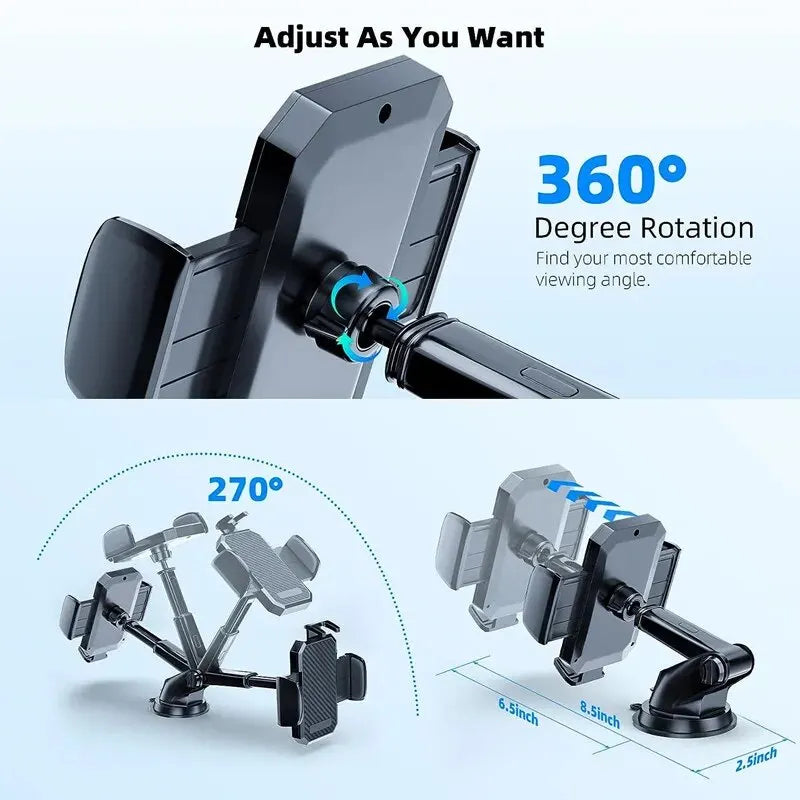 Adjust As You Want
360°
Degree Rotation
Find your most comfortable
viewing angle.
270°
6.5inch
8.5inch
2.5inch